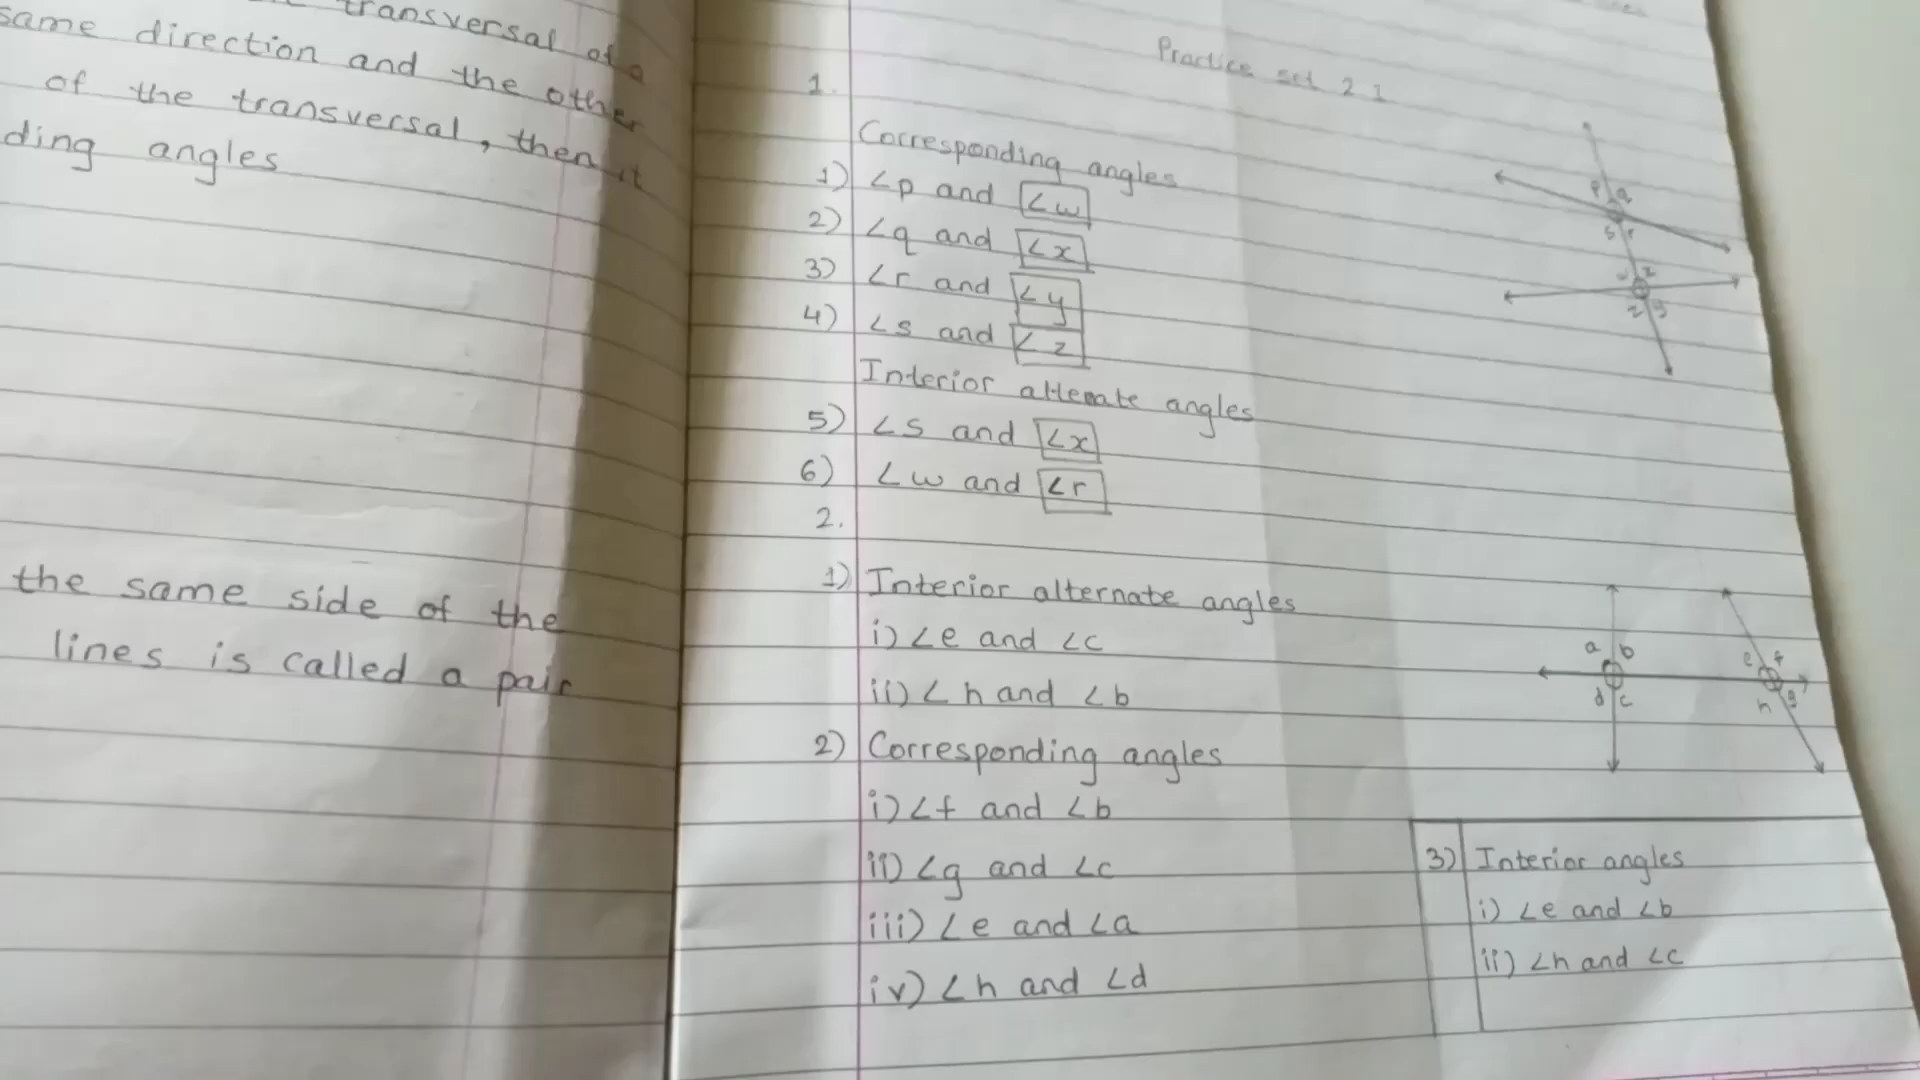 transversal of a
same direction and the other
of the transversal, then it
ding angles
the same side of the
lines is called a pair
Practice set 2.1
1.
Corresponding angles
1) ∠p and ∠w
2) ∠q and ∠x
3) ∠r and ∠y
4) ∠s and ∠z
Interior alternate angles
5) ∠s and ∠x
6) ∠w and ∠r
p q
s r
x
z y
2.
1) Interior alternate angles
i) ∠e and ∠c
ii) ∠h and ∠b
a b
d c
e f
h g
2) Corresponding angles
i) ∠f and ∠b
ii) ∠g and ∠c
iii) ∠e and ∠a
iv) ∠h and ∠d
3) Interior angles
i) ∠e and ∠b
ii) ∠h and ∠c